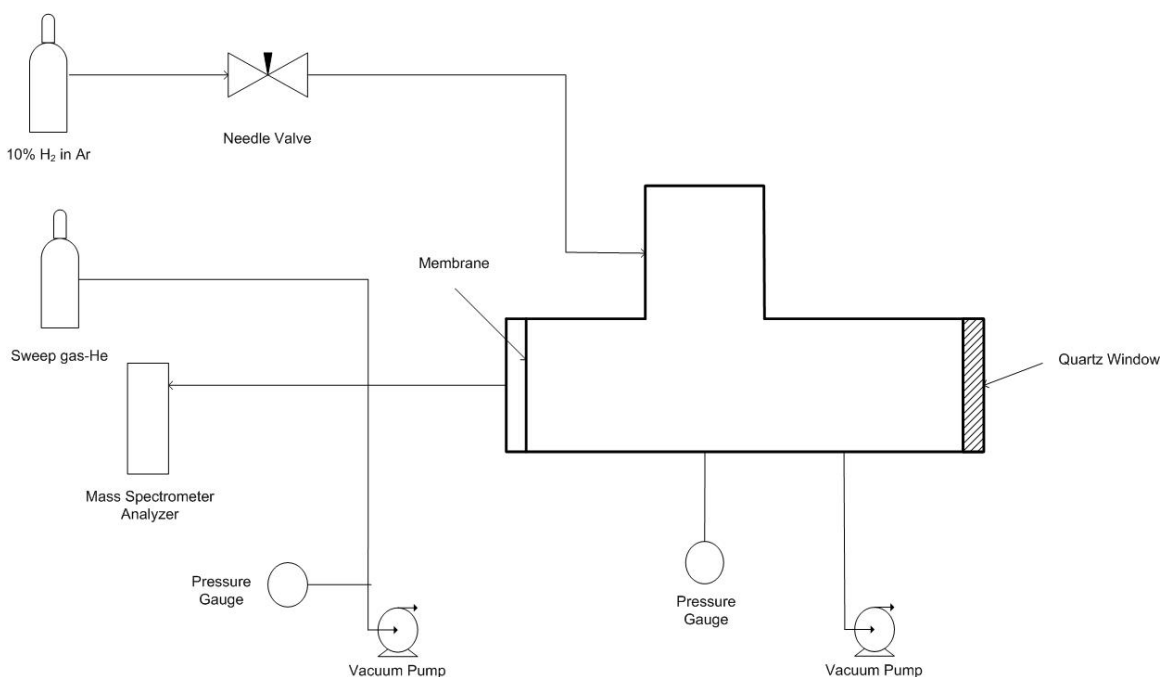 Needle Valve
10% H₂ in Ar
Membrane
Sweep gas-He
Quartz Window
Mass Spectrometer
Analyzer
Pressure
Gauge
Pressure
Gauge
Vacuum Pump
Vacuum Pump